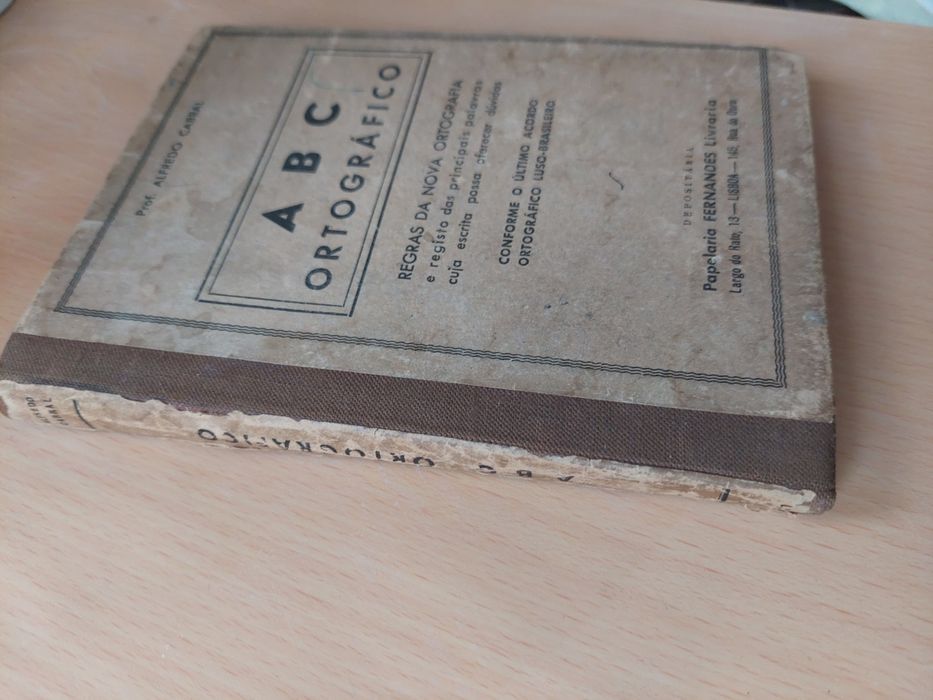 Prof. ALFREDO CABRAL
A B C
ORTOGRÁFICO
REGRAS DA NOVA ORTOGRAFIA
e registo das principais palavras
cuja escrita possa oferecer dúvidas
CONFORME O ÚLTIMO ACORDO
ORTOGRÁFICO LUSO-BRASILEIRO
DEPOSITÁRIA
Papelaria FERNANDES Livraria
Largo do Rato, 13 — LISBOA — 145, Rua do Ouro
CABRAL
A B C ORTOGRÁFICO